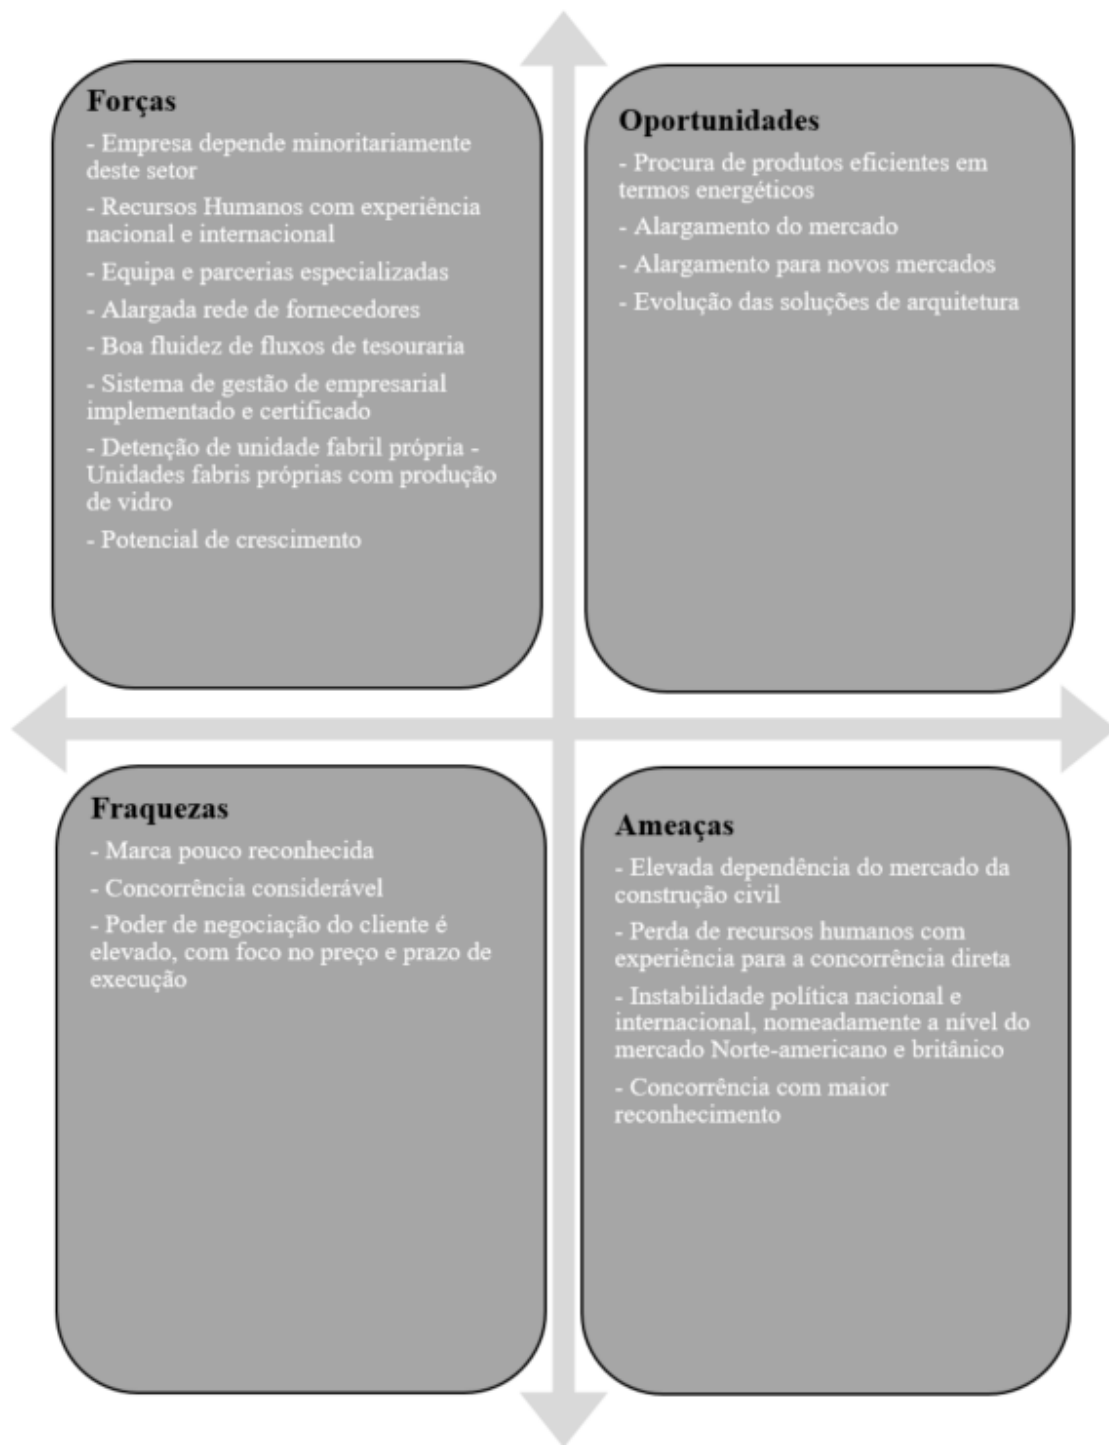 Forças
- Empresa depende minoritariamente
deste setor
- Recursos Humanos com experiência
nacional e internacional
- Equipa e parcerias especializadas
- Alargada rede de fornecedores
- Boa fluidez de fluxos de tesouraria
- Sistema de gestão de empresarial
implementado e certificado
- Detenção de unidade fabril própria -
Unidades fabris próprias com produção
de vidro
- Potencial de crescimento
Oportunidades
- Procura de produtos eficientes em
termos energéticos
- Alargamento do mercado
- Alargamento para novos mercados
- Evolução das soluções de arquitetura
Fraquezas
- Marca pouco reconhecida
- Concorrência considerável
- Poder de negociação do cliente é
elevado, com foco no preço e prazo de
execução
Ameaças
- Elevada dependência do mercado da
construção civil
- Perda de recursos humanos com
experiência para a concorrência direta
- Instabilidade política nacional e
internacional, nomeadamente a nível do
mercado Norte-americano e britânico
- Concorrência com maior
reconhecimento